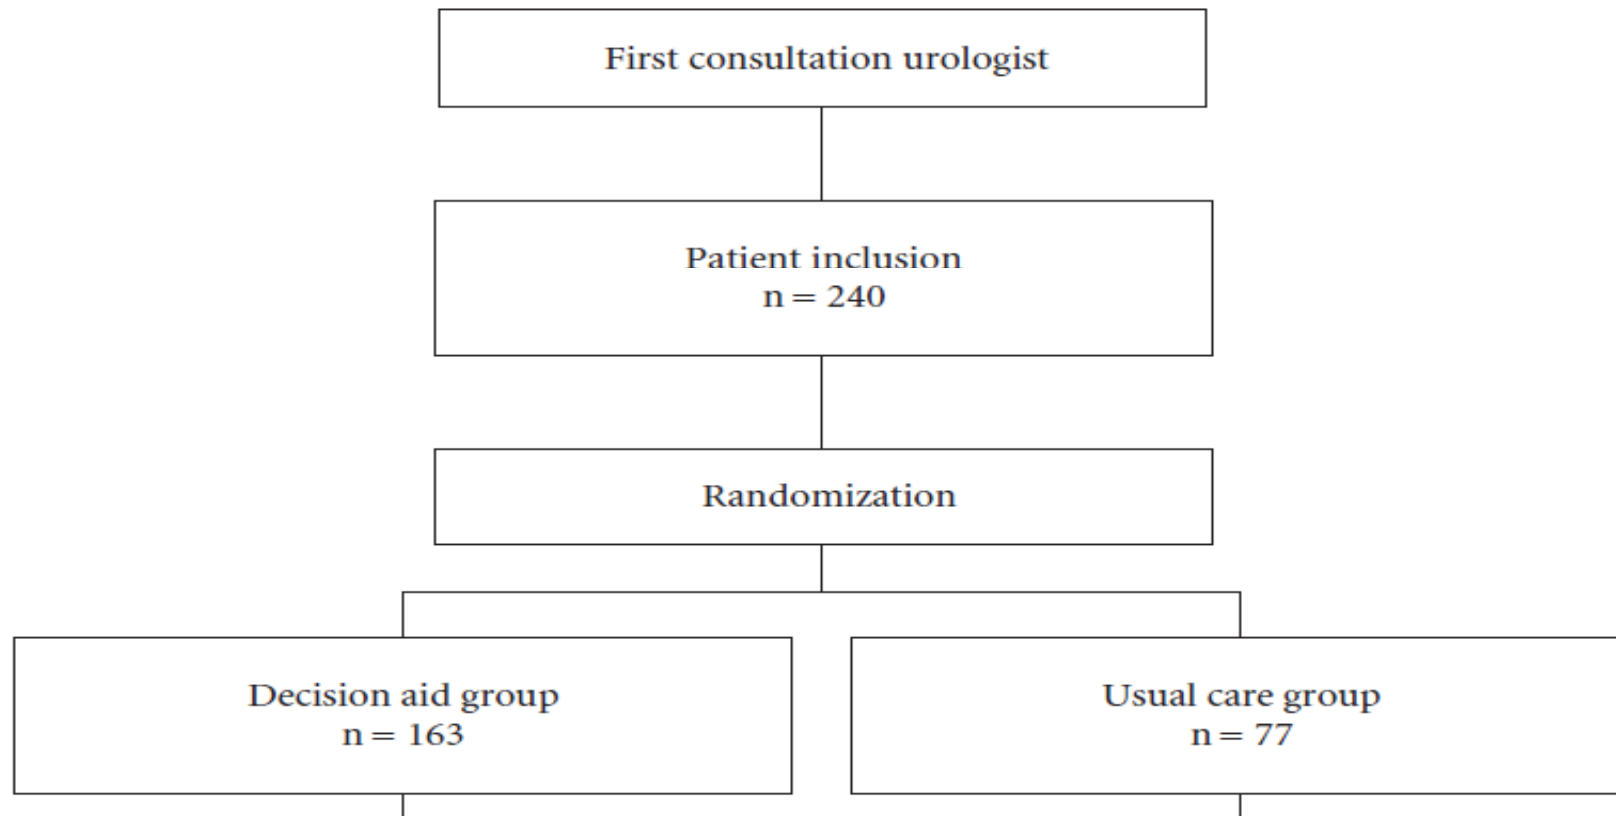 First consultation urologist
Patient inclusion
n = 240
Randomization
Decision aid group
n = 163
Usual care group
n = 77